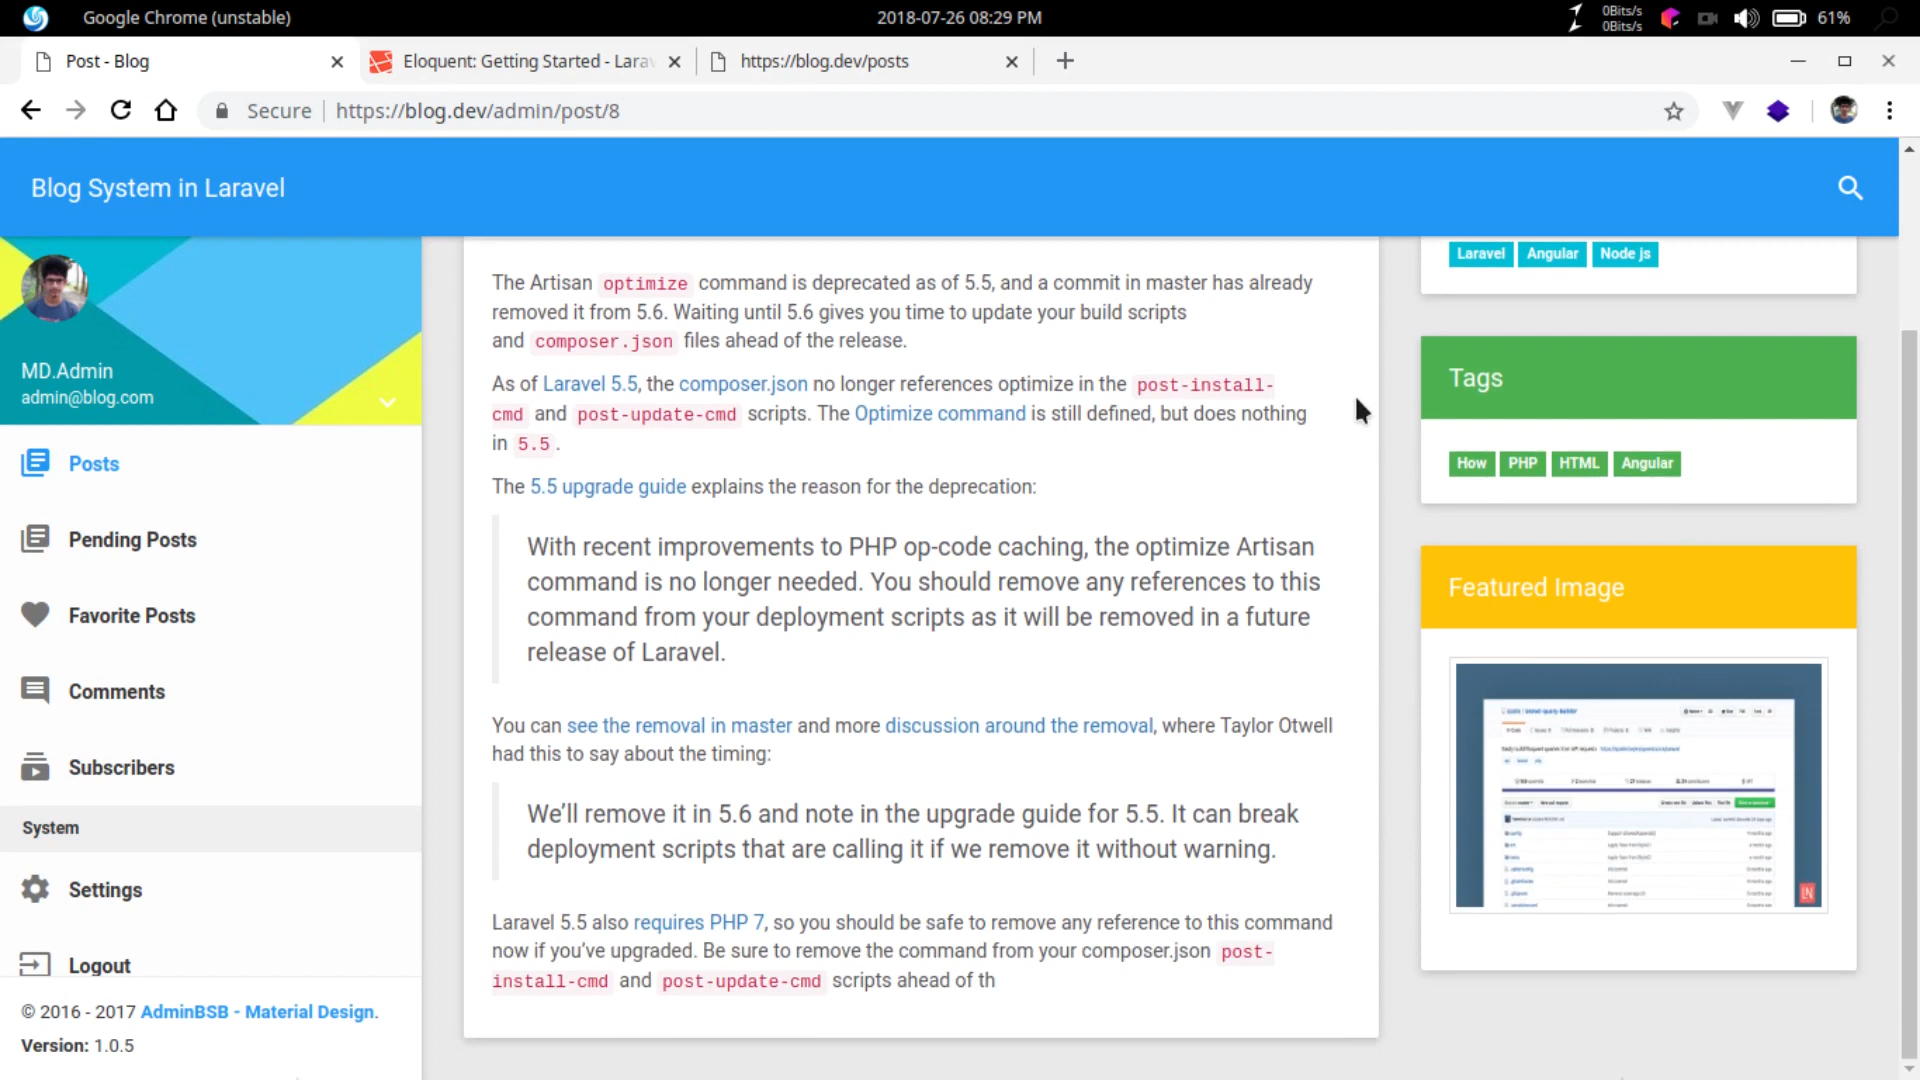 Google Chrome (unstable)
2018-07-26 08:29 PM
0Bits/s
0Bits/s
61%
Post - Blog
Eloquent: Getting Started - Larav
https://blog.dev/posts
Secure
https://blog.dev/admin/post/8
Blog System in Laravel
MD.Admin
admin@blog.com
Posts
Pending Posts
Favorite Posts
Comments
Subscribers
System
Settings
Logout
© 2016 - 2017 AdminBSB - Material Design.
Version: 1.0.5
The Artisan optimize command is deprecated as of 5.5, and a commit in master has already
removed it from 5.6. Waiting until 5.6 gives you time to update your build scripts
and composer.json files ahead of the release.
As of Laravel 5.5, the composer.json no longer references optimize in the post-install-
cmd and post-update-cmd scripts. The Optimize command is still defined, but does nothing
in 5.5.
The 5.5 upgrade guide explains the reason for the deprecation:
With recent improvements to PHP op-code caching, the optimize Artisan
command is no longer needed. You should remove any references to this
command from your deployment scripts as it will be removed in a future
release of Laravel.
You can see the removal in master and more discussion around the removal, where Taylor Otwell
had this to say about the timing:
We’ll remove it in 5.6 and note in the upgrade guide for 5.5. It can break
deployment scripts that are calling it if we remove it without warning.
Laravel 5.5 also requires PHP 7, so you should be safe to remove any reference to this command
now if you’ve upgraded. Be sure to remove the command from your composer.json post-
install-cmd and post-update-cmd scripts ahead of th
Laravel Angular Node js
Tags
How PHP HTML Angular
Featured Image
LN